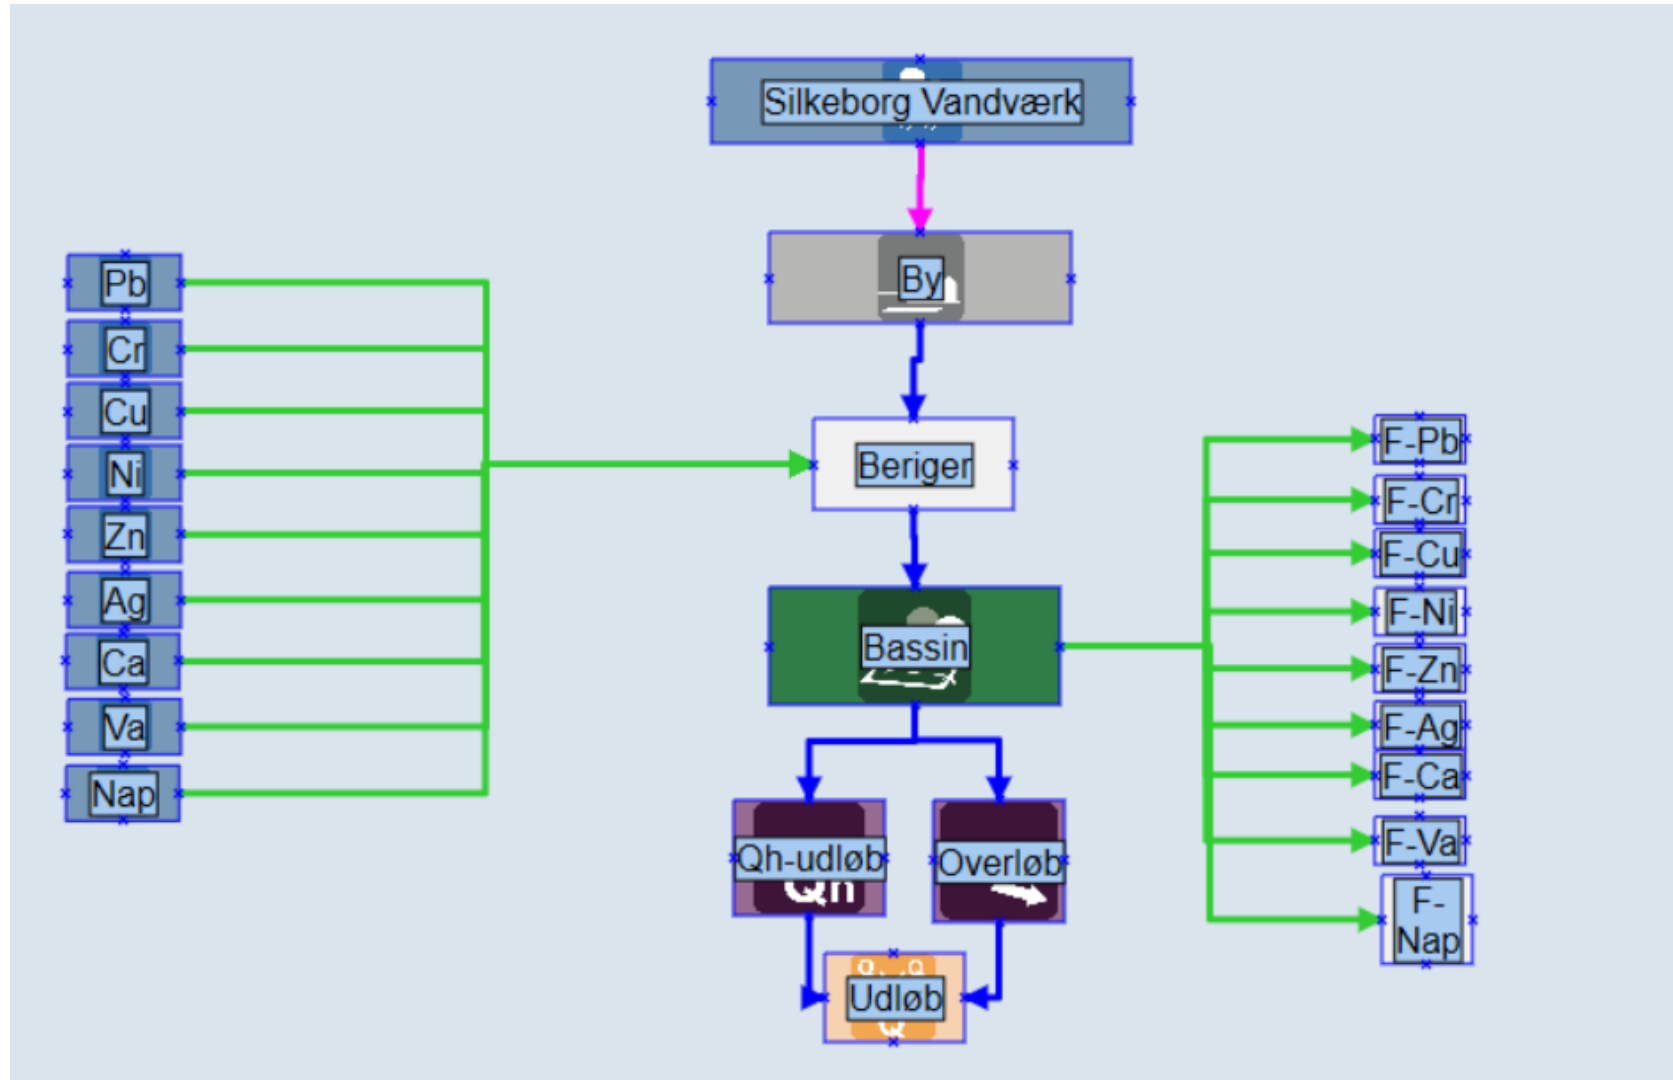 Silkeborg Vandværk
By
Pb
Cr
Cu
Ni
Zn
Ag
Ca
Va
Nap
Beriger
Bassin
F-Pb
F-Cr
F-Cu
F-Ni
F-Zn
F-Ag
F-Ca
F-Va
F-
Nap
Qh-udløb
Qh
Overløb
Q Q
Udløb
Q